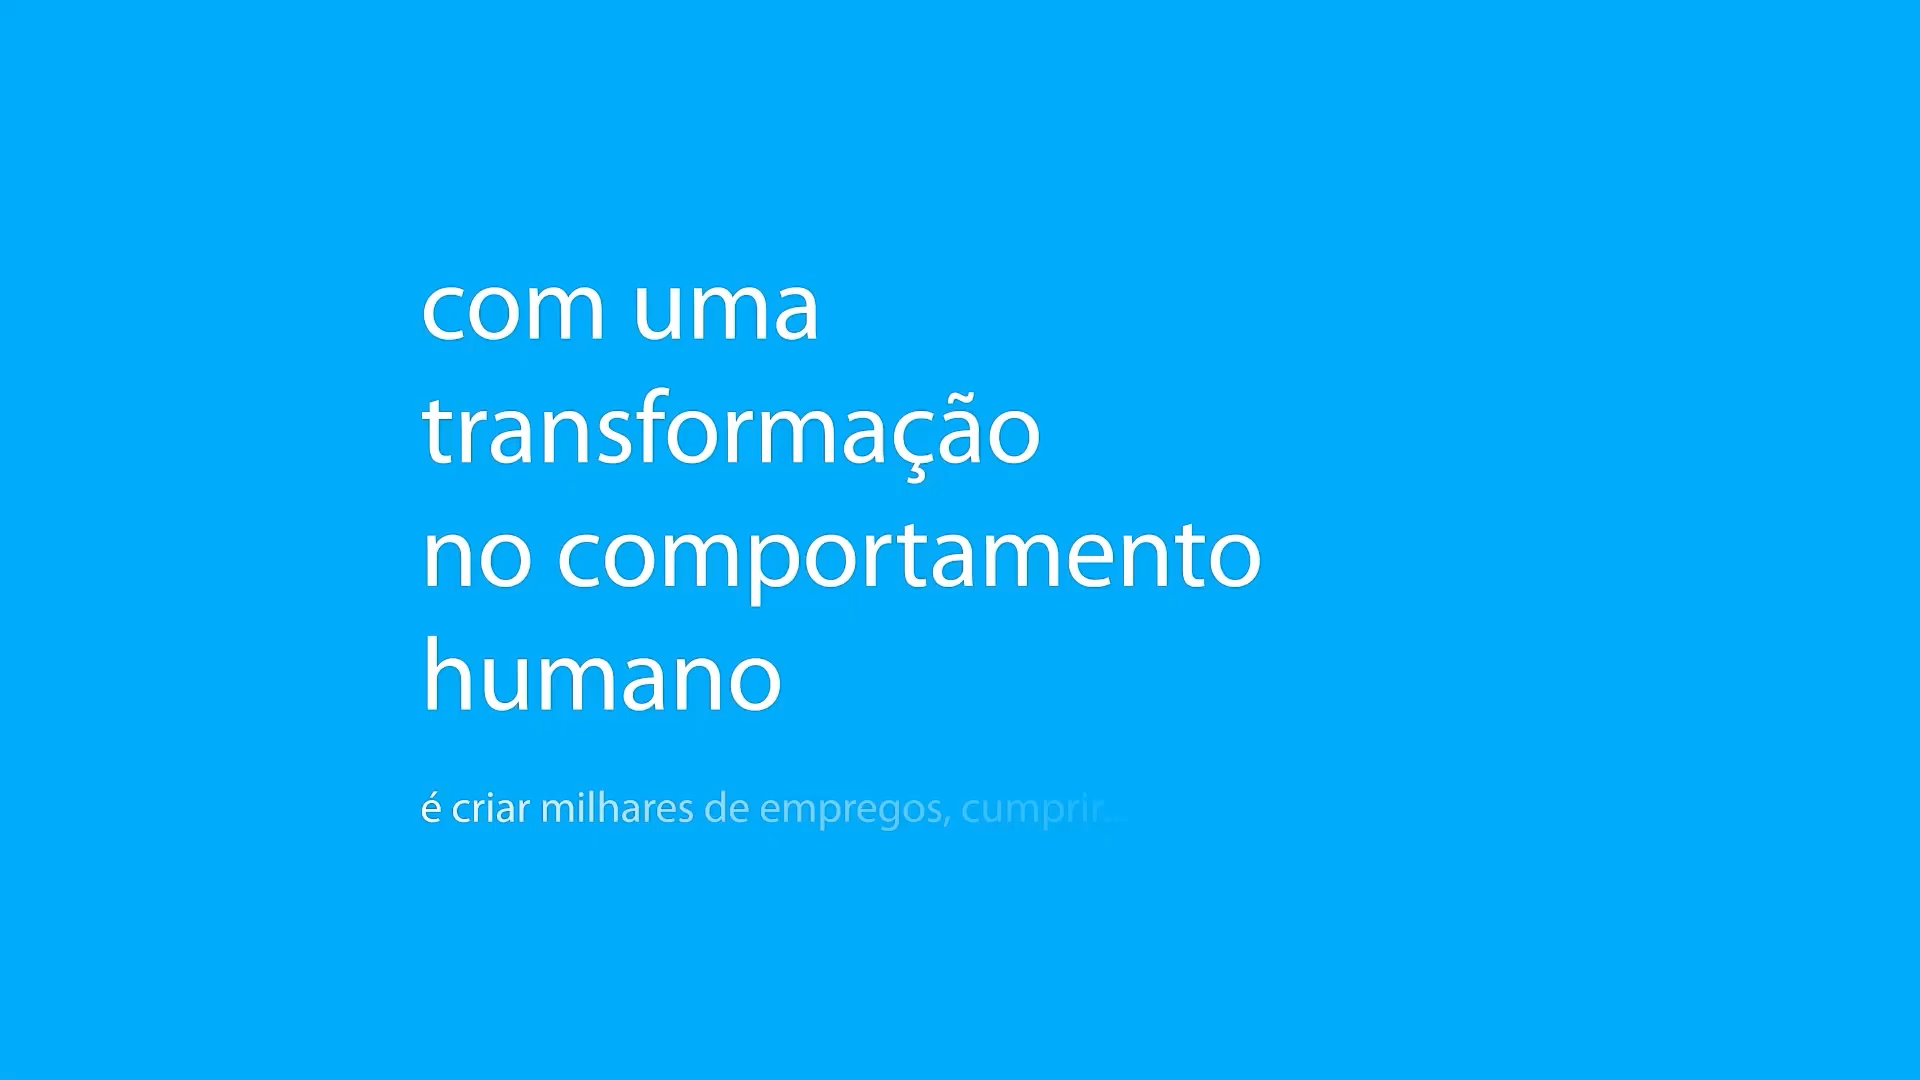 com uma
transformação
no comportamento
humano
é criar milhares de empregos, cumprir...